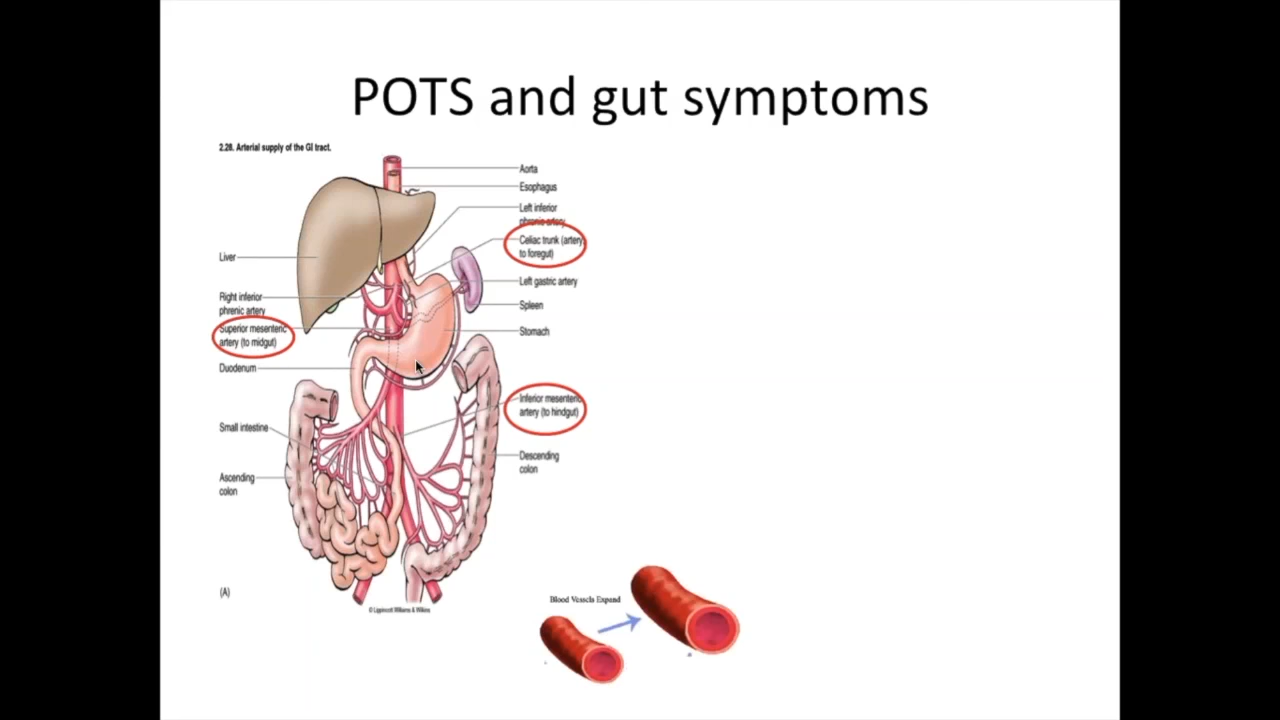 POTS and gut symptoms
2.28. Arterial supply of the GI tract.
Aorta
Esophagus
Left inferior
phrenic artery
Celiac trunk (artery
to foregut)
Liver
Left gastric artery
Right inferior
phrenic artery
Spleen
Superior mesenteric
artery (to midgut)
Stomach
Duodenum
Inferior mesenteric
artery (to hindgut)
Small intestine
Descending
colon
Ascending
colon
(A)
© Lippincott Williams & Wilkins
Blood Vessels Expand